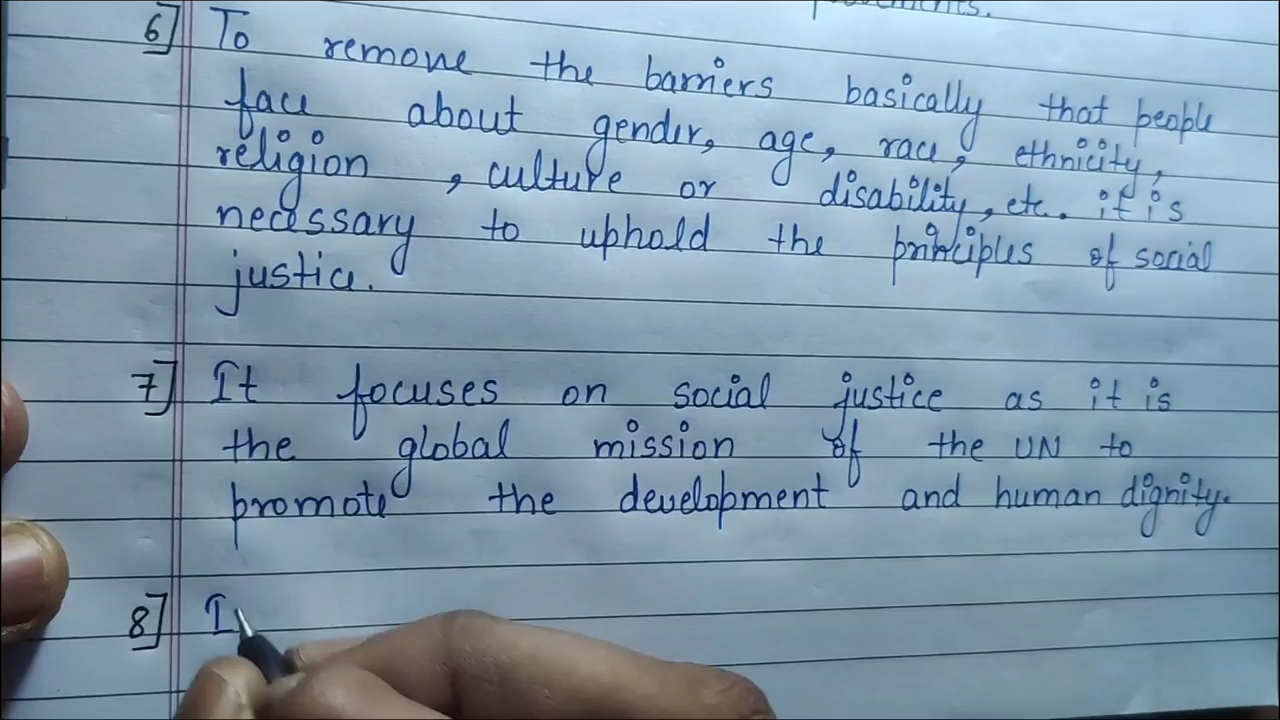 6] To remove the barriers basically that people
face about gender, age, race, ethnicity,
religion , culture or disability, etc. it is
necessary to uphold the principles of social
justice.
7] It focuses on social justice as it is
the global mission of the UN to
promote the development and human dignity.
8] I